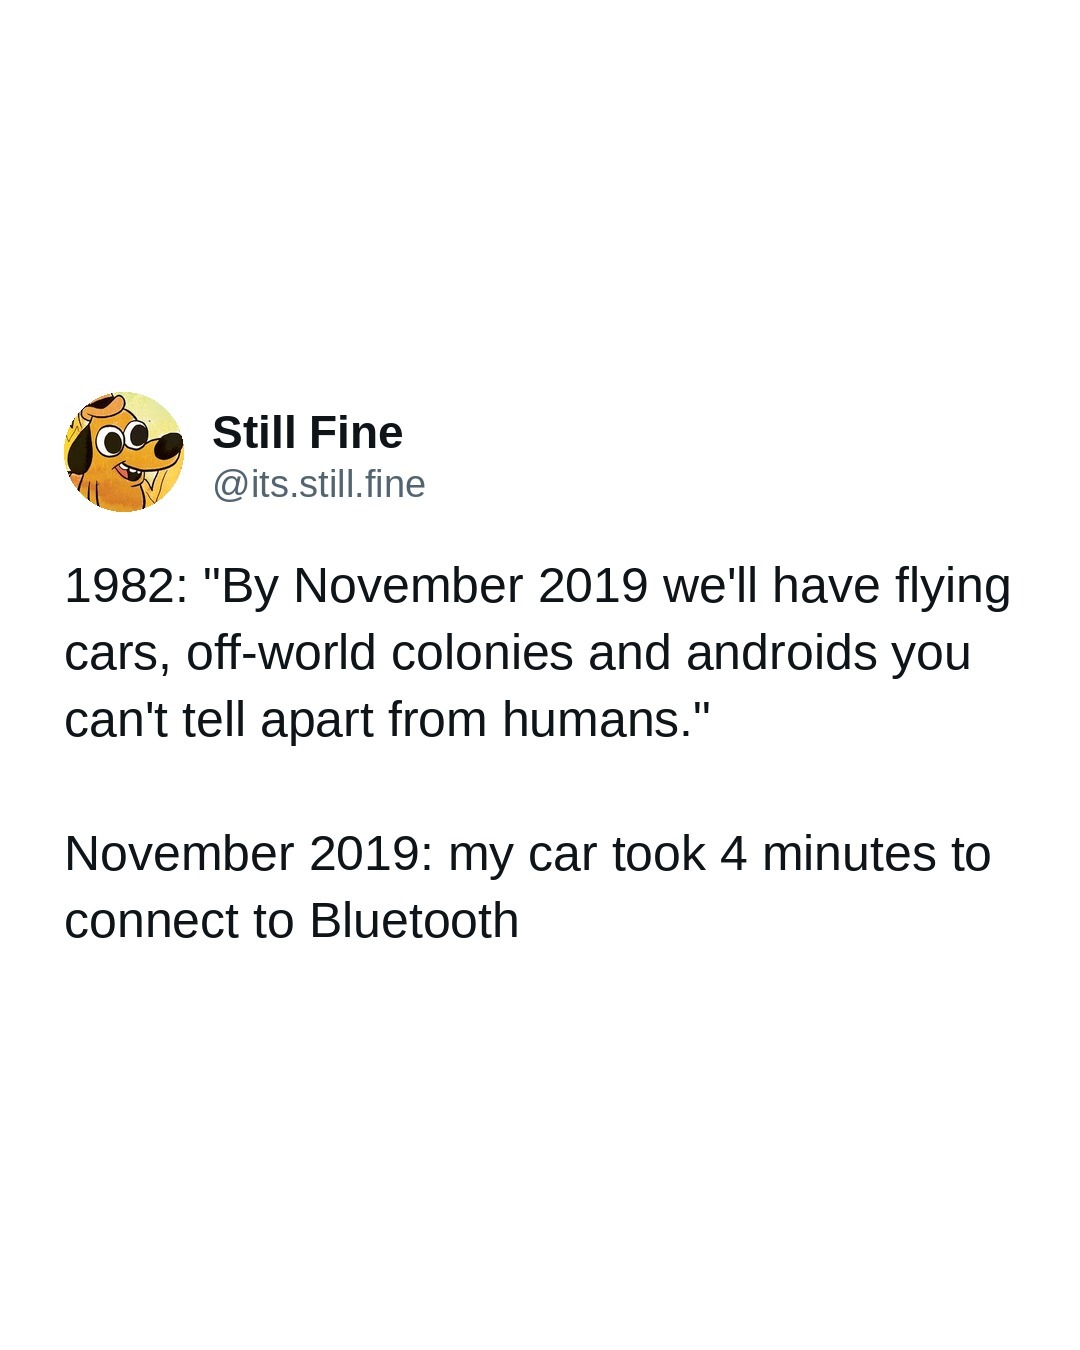 Still Fine
@its.still.fine
1982: "By November 2019 we'll have flying
cars, off-world colonies and androids you
can't tell apart from humans."
November 2019: my car took 4 minutes to
connect to Bluetooth